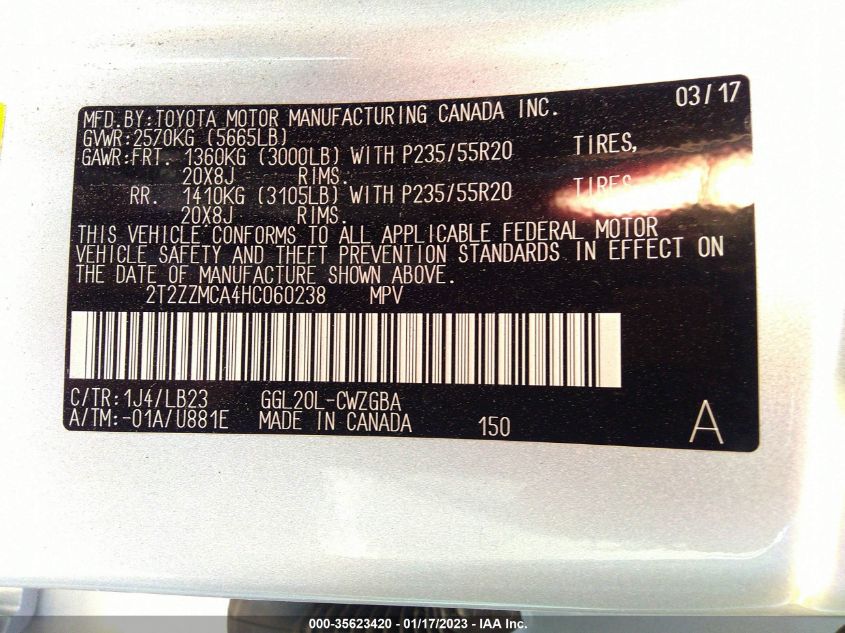 03/17
MFD.BY:TOYOTA MOTOR MANUFACTURING CANADA INC.
GVWR:2570KG (5665LB)
GAWR:FRT. 1360KG (3000LB) WITH P235/55R20 TIRES,
20X8J RIMS.
RR. 1410KG (3105LB) WITH P235/55R20 TIRES,
20X8J RIMS.
THIS VEHICLE CONFORMS TO ALL APPLICABLE FEDERAL MOTOR
VEHICLE SAFETY AND THEFT PREVENTION STANDARDS IN EFFECT ON
THE DATE OF MANUFACTURE SHOWN ABOVE.
2T2ZZMCA4HC060238 MPV
C/TR:1J4/LB23 GGL20L-CWZGBA
A/TM:-01A/U881E MADE IN CANADA 150 A
000-35623420 - 01/17/2023 - IAA Inc.